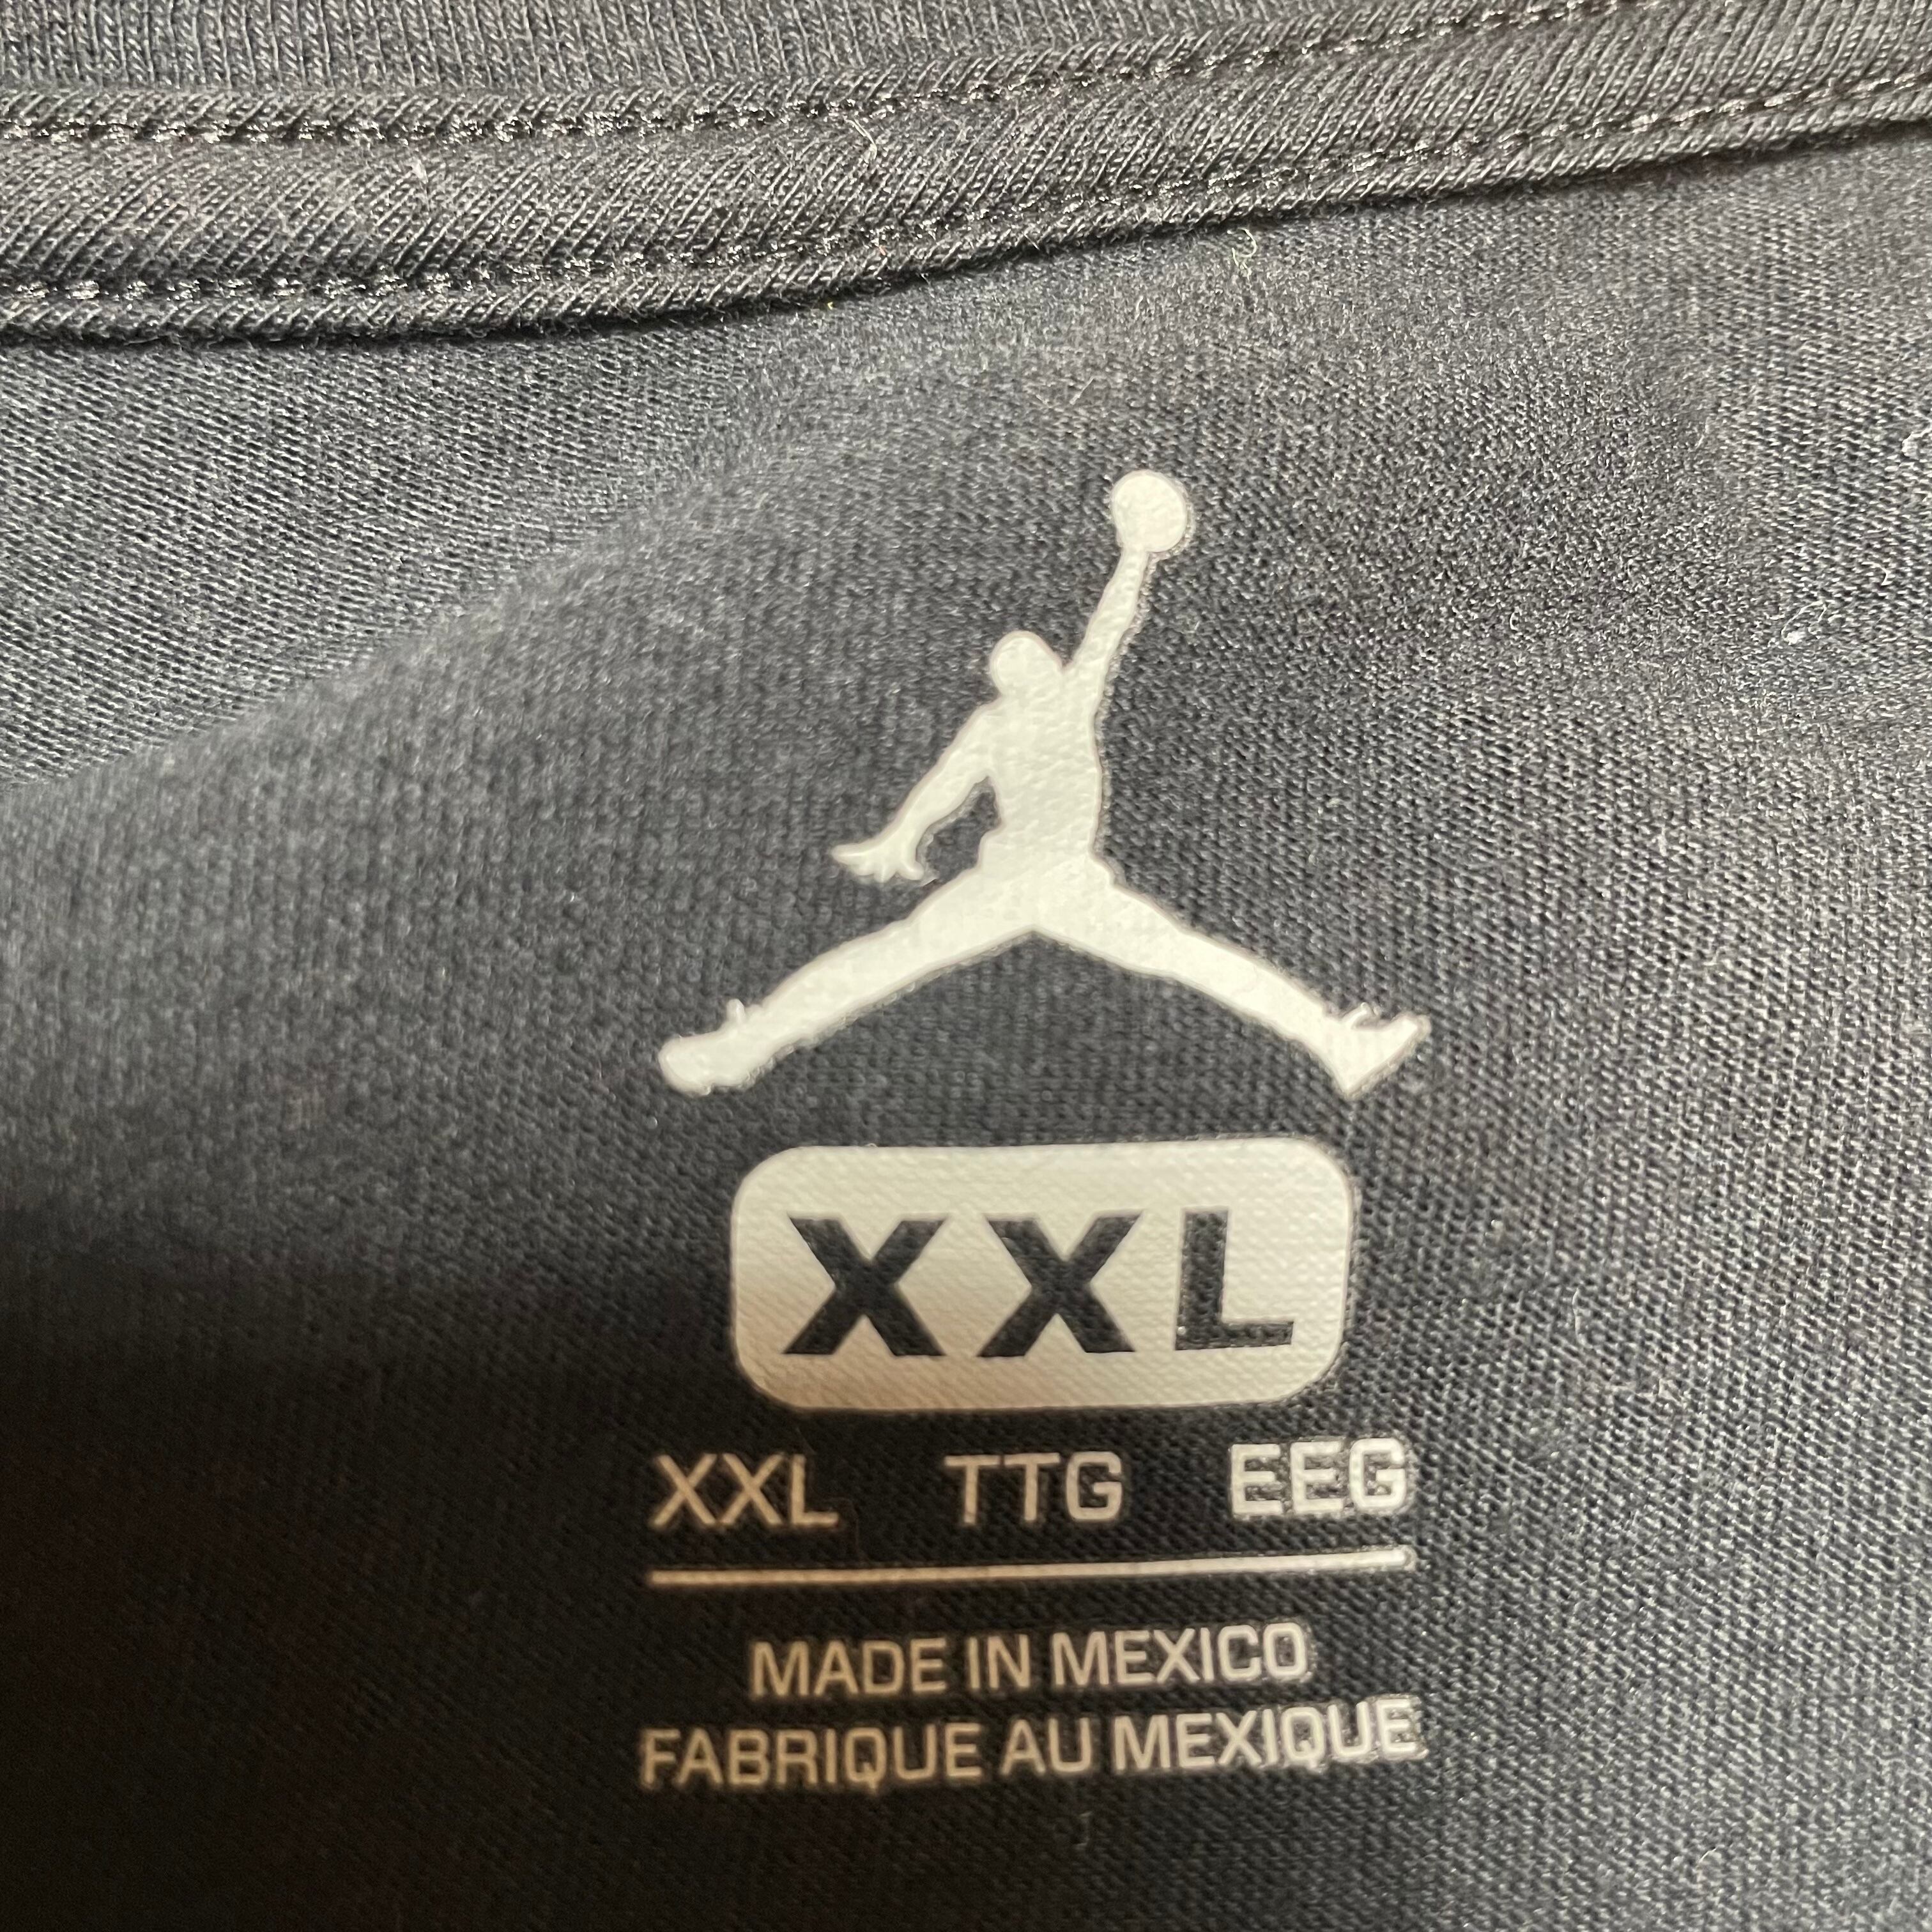 XXL
XXL TTG EEG
MADE IN MEXICO
FABRIQUE AU MEXIQUE